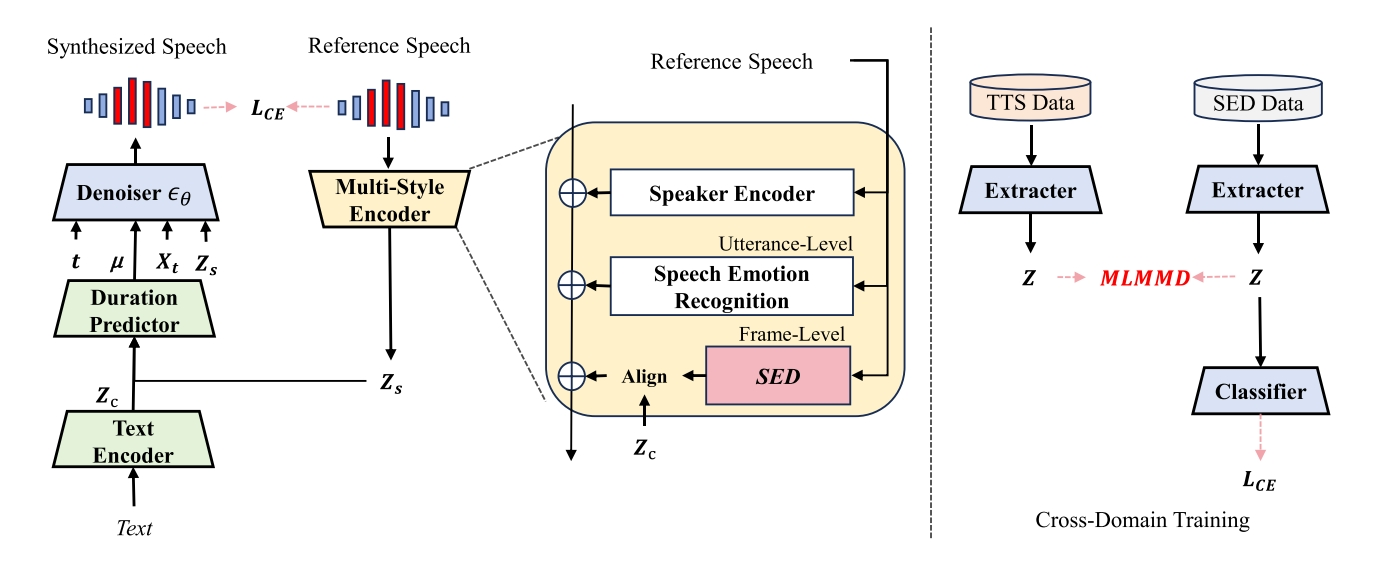 Synthesized Speech
Reference Speech
L_CE
Denoiser ϵ_θ
t μ X_t Z_s
Duration
Predictor
Z_c
Text
Encoder
Text
Multi-Style
Encoder
Z_s
Reference Speech
Speaker Encoder
Utterance-Level
Speech Emotion
Recognition
Frame-Level
SED
Align
Z_c
TTS Data
SED Data
Extracter
Extracter
Z MLMMD Z
Classifier
L_CE
Cross-Domain Training